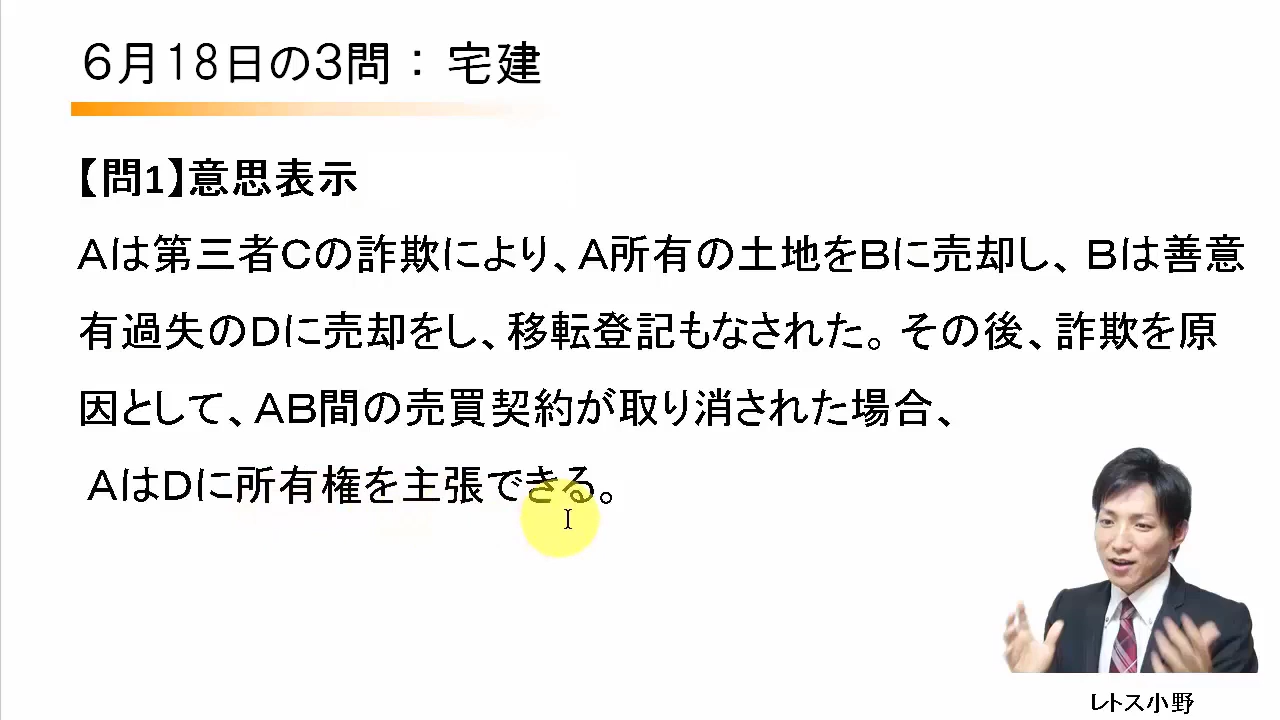 ６月18日の３問：宅建
【問1】意思表示
Ａは第三者Ｃの詐欺により、Ａ所有の土地をＢに売却し、Ｂは善意
有過失のＤに売却をし、移転登記もなされた。その後、詐欺を原
因として、ＡＢ間の売買契約が取り消された場合、
ＡはＤに所有権を主張できる。
レトス小野